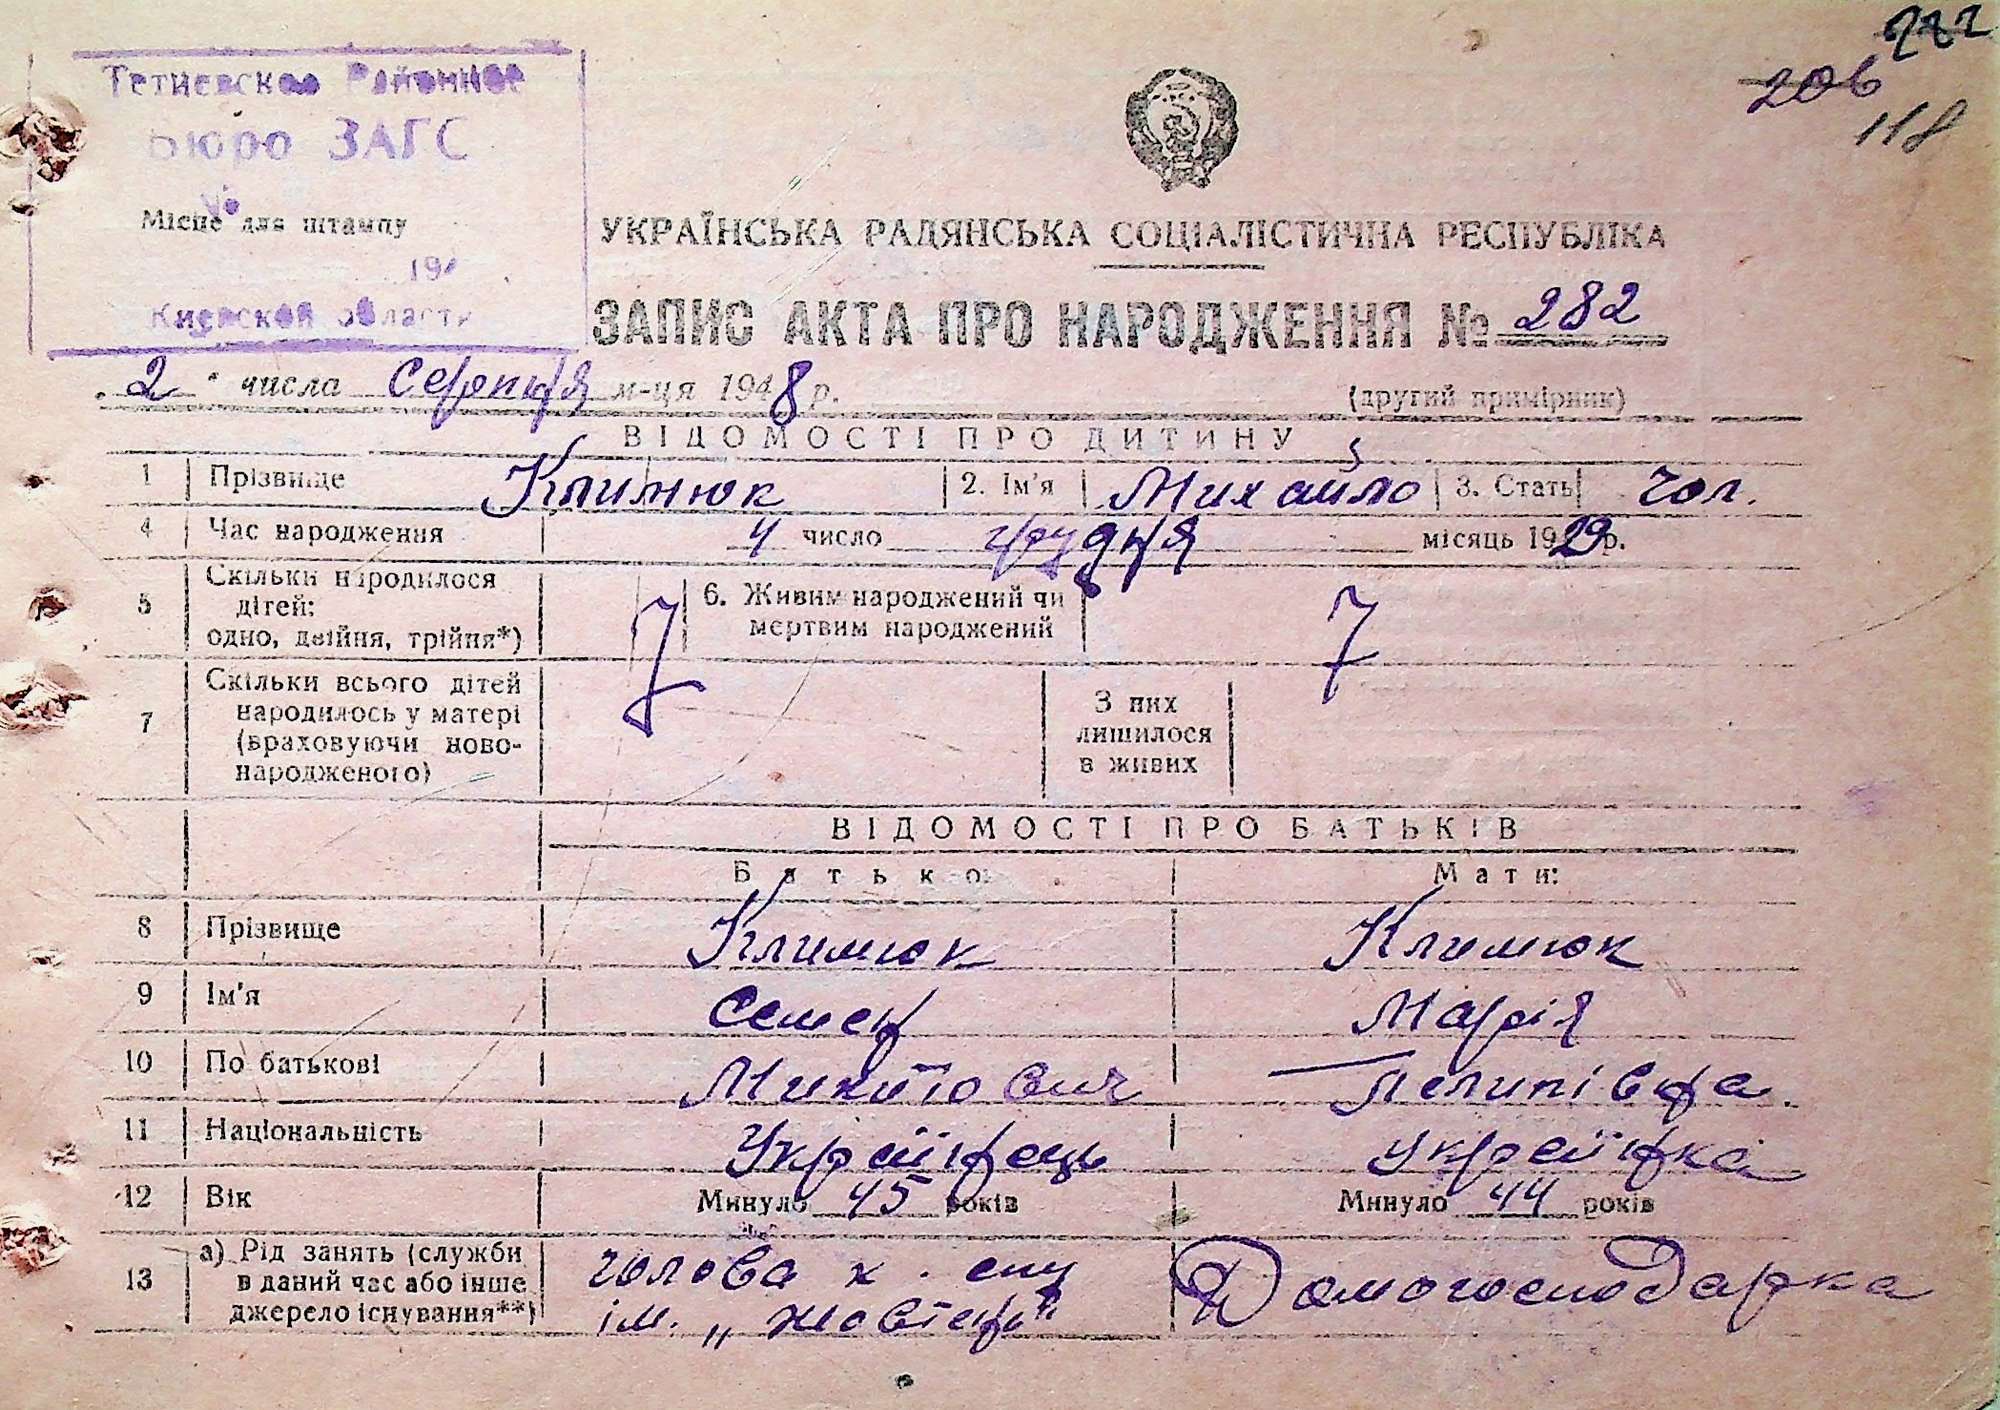 222
206
118
Тетиевское Районное
Бюро ЗАГС
Місце для штампу
194
Киевской области
УКРАЇНСЬКА РАДЯНСЬКА СОЦІАЛІСТИЧНА РЕСПУБЛІКА
ЗАПИС АКТА ПРО НАРОДЖЕННЯ № 282
„2" числа серпня м-ця 1948 р.
(другий примірник)
ВІДОМОСТІ ПРО ДИТИНУ
1 Прізвище Климюк 2. Ім'я Михайло 3. Стать чол.
4 Час народження 4 число грудня місяць 1929 р.
5 Скільки народилося дітей: одно, двійня, трійня*) 6. Живим народжений чи мертвим народжений
7 Скільки всього дітей народилось у матері (враховуючи ново-народженого) З них лишилося в живих
ВІДОМОСТІ ПРО БАТЬКІВ
Батько: Мати:
8 Прізвище Климюк Климюк
9 Ім'я Семен Марія
10 По батькові Микитович Пелипівна
11 Національність Українець Українка
12 Вік Минуло 45 років Минуло 44 років
13 а) Рід занять (служби в даний час або інше джерело існування**) голова к. спу ім. „Жовтень" Домогосподарка